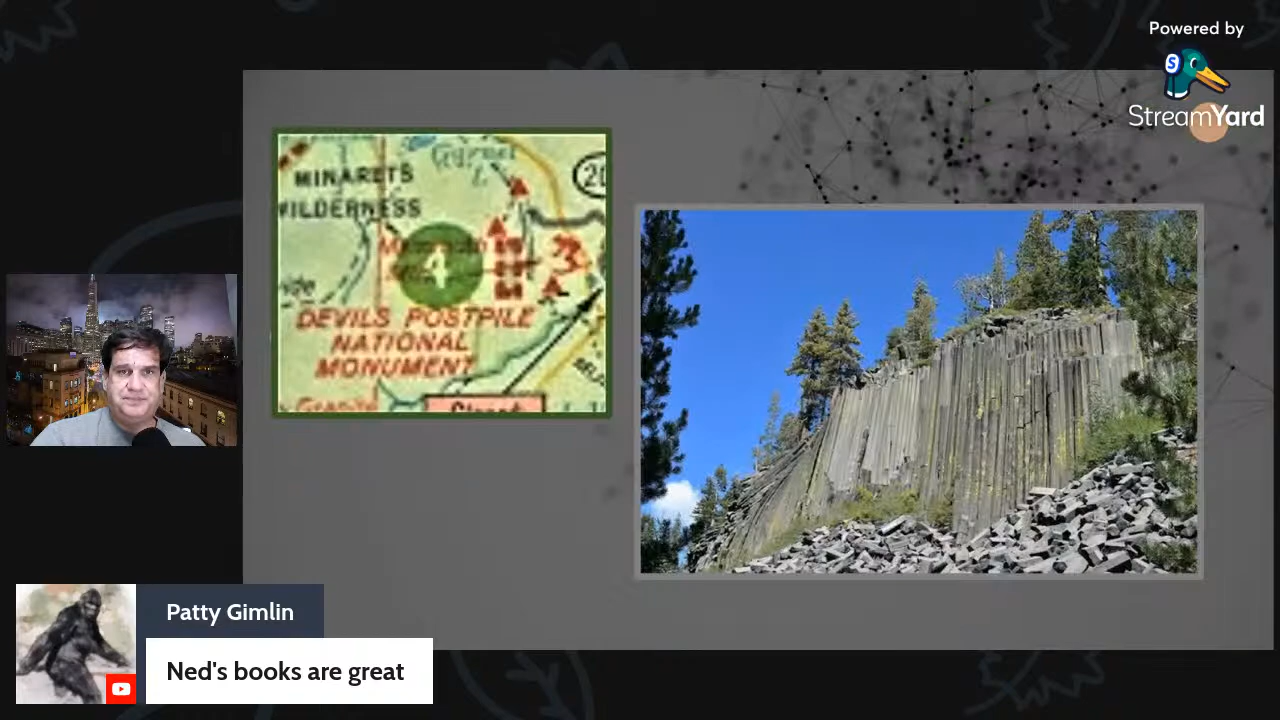 Powered by
StreamYard
MINARETS
WILDERNESS
4
DEVILS POSTPILE
NATIONAL
MONUMENT
Patty Gimlin
Ned's books are great